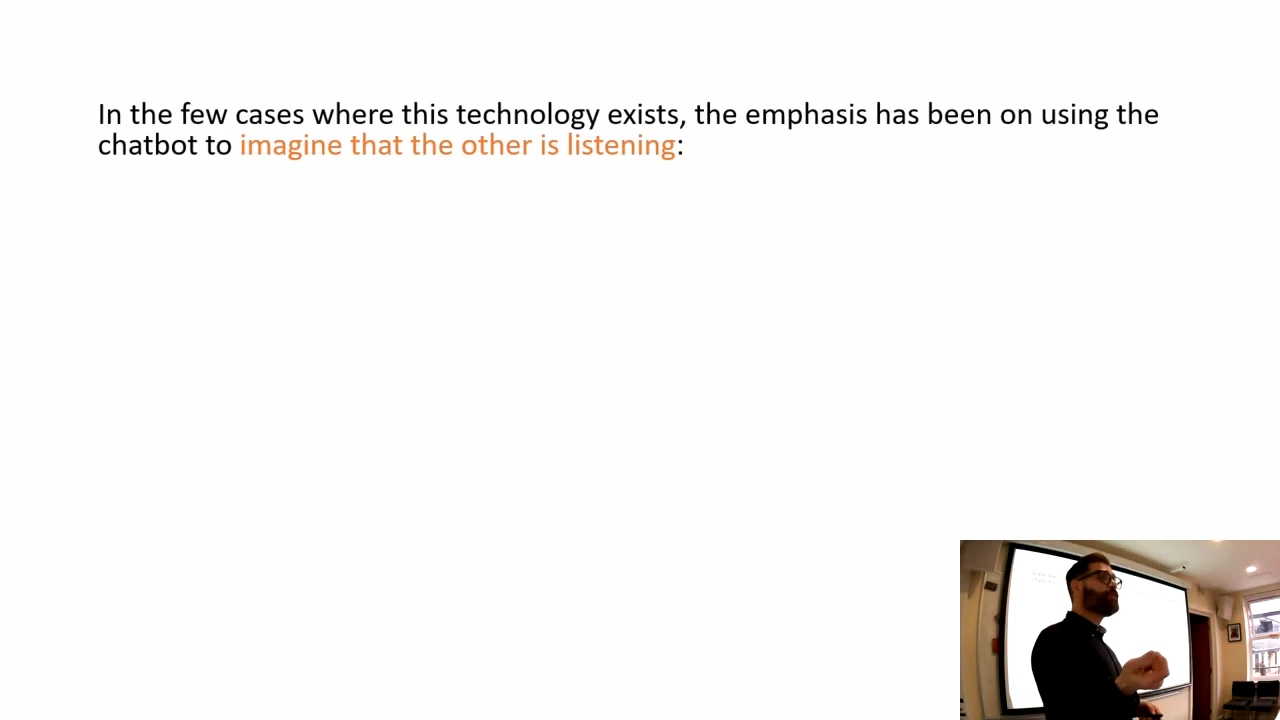 In the few cases where this technology exists, the emphasis has been on using the
chatbot to imagine that the other is listening: